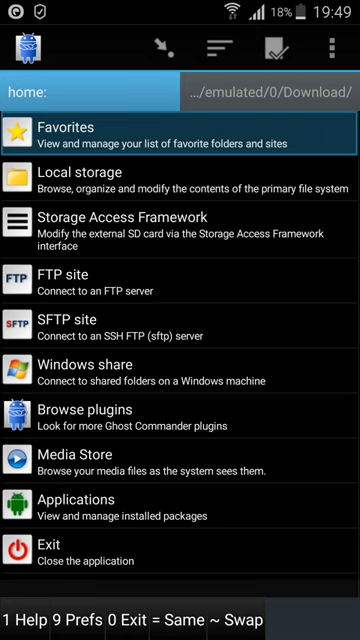 18% 19:49
home: .../emulated/0/Download/
Favorites
View and manage your list of favorite folders and sites
Local storage
Browse, organize and modify the contents of the primary file system
Storage Access Framework
Modify the external SD card via the Storage Access Framework
interface
FTP FTP site
Connect to an FTP server
SFTP SFTP site
Connect to an SSH FTP (sftp) server
Windows share
Connect to shared folders on a Windows machine
Browse plugins
Look for more Ghost Commander plugins
Media Store
Browse your media files as the system sees them.
Applications
View and manage installed packages
Exit
Close the application
1 Help 9 Prefs 0 Exit = Same ~ Swap